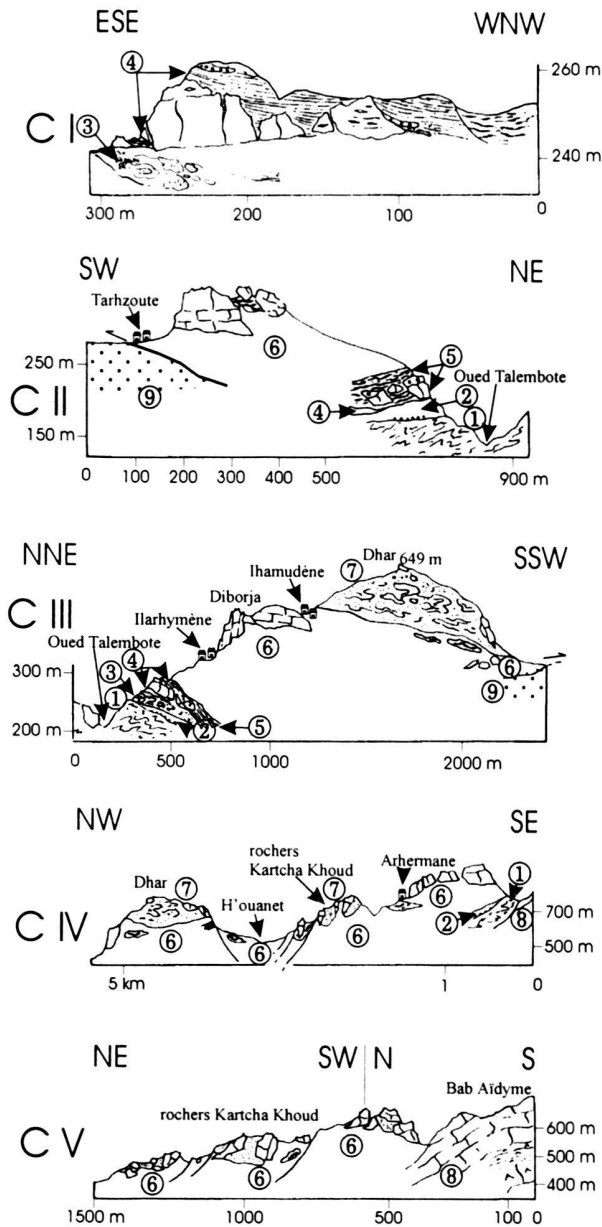 ESE WNW
④
C I
③
260 m
240
300 m 200 100 0
SW NE
Tarhzoute
⑥
⑤
Oued Talembote
②
①
④
⑨
250 m
C II
150 m
0 100 200 300 400 500 900 m
NNE SSW
⑦
Dhar 649 m
Ihamudène
Diborja
C III
Ilarhymène
Oued Talembote
⑥
⑥
④
③
①
⑨
300 m
200
②
⑤
0 500 1000 2000 m
NW SE
rochers
Kartcha Khoud
Arhermane
①
Dhar
⑦
⑦
H'ouanet
⑥
C IV
⑥
⑥
⑥
②
⑧
700 m
500 m
5 km 1 0
NE SW N S
Bab Aïdyme
rochers Kartcha Khoud
C V
⑥
⑥
⑥
⑧
600 m
500 m
400 m
1500 m 1000 500 100 0